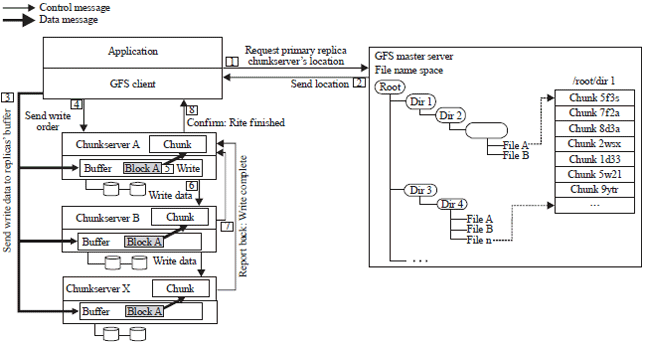 Control message
Data message
Application
GFS client
1
Request primary replica
chunkserver's location
2
Send location
3
Send write data to replicas' buffer
4
Send write
order
8
Confirm: Rite finished
Chunkserver A
Chunk
Buffer
Block A
5
Write
Write data
6
Chunkserver B
Chunk
Buffer
Block A
7
Report back: Write complete
Write data
Chunkserver X
Chunk
Buffer
Block A
GFS master server
File name space
Root
Dir 1
Dir 2
File A
File B
Dir 3
Dir 4
File A
File B
File n
...
/root/dir 1
Chunk 5f3s
Chunk 7f2a
Chunk 8d3a
Chunk 2wsx
Chunk 1d33
Chunk 5w21
Chunk 9ytr
...